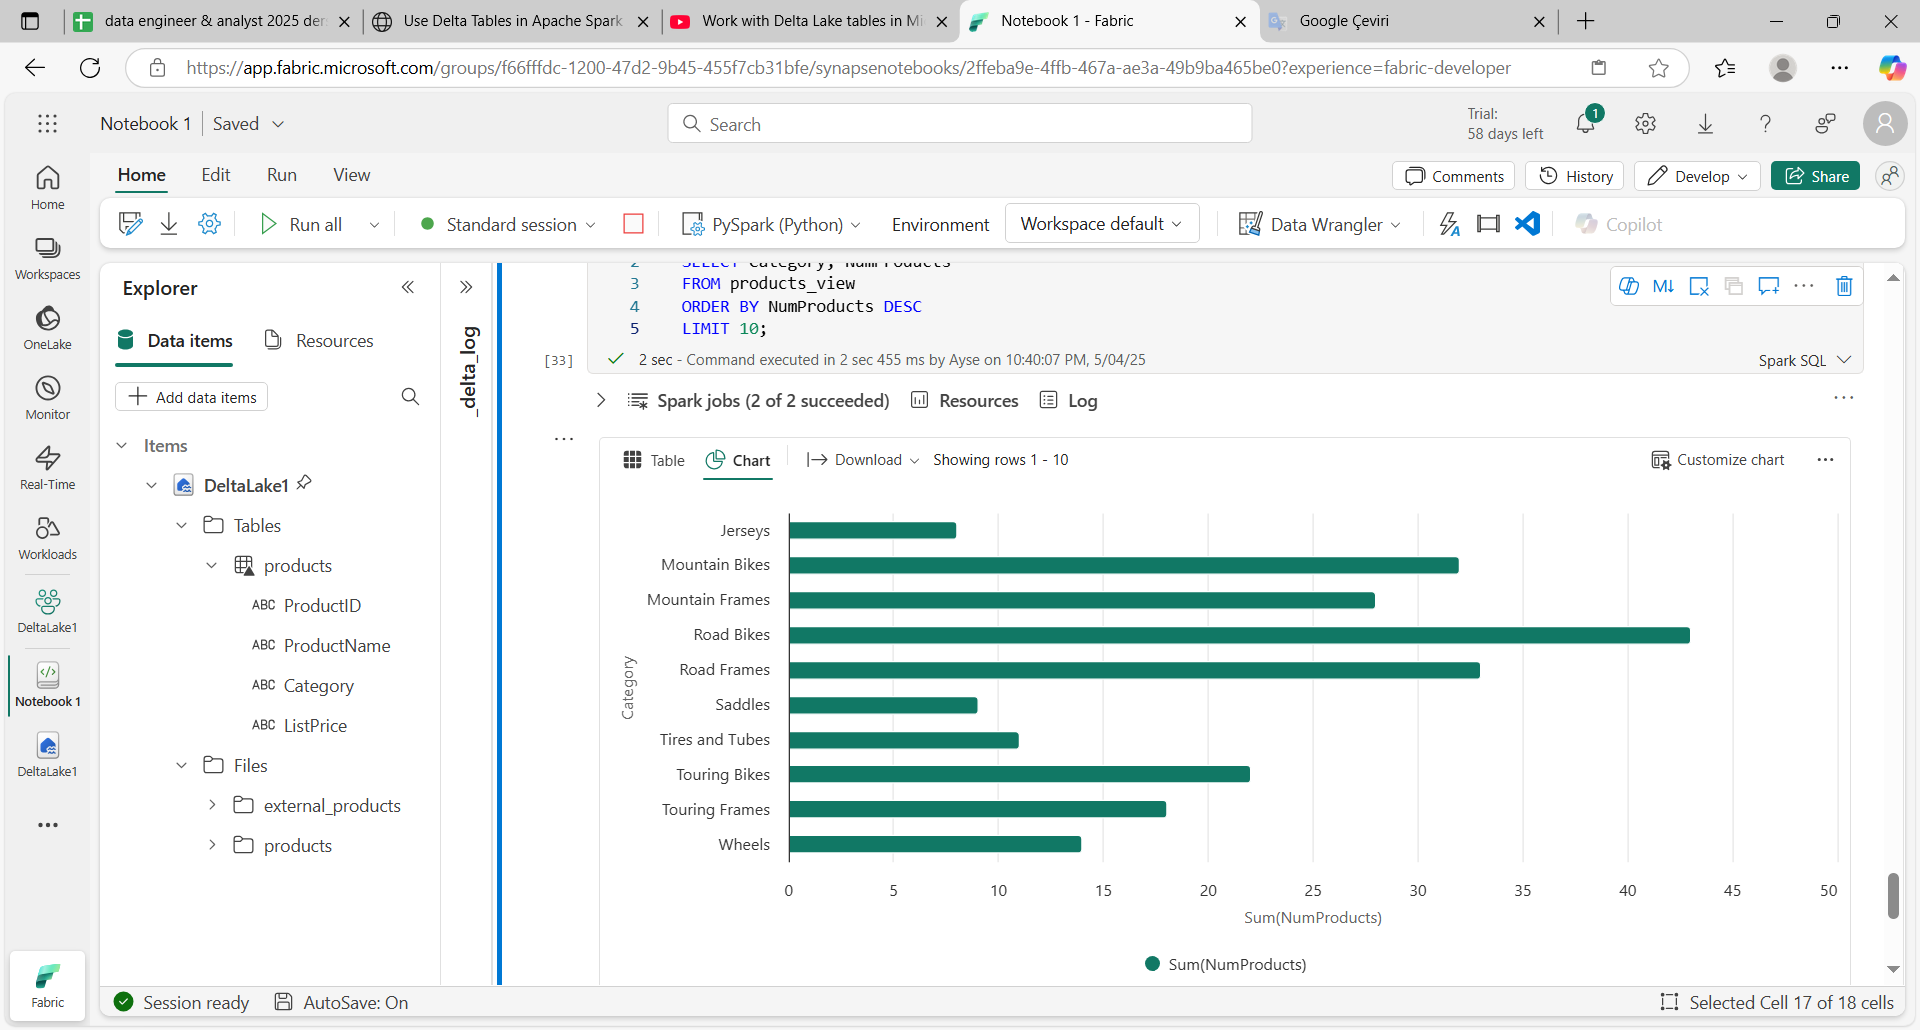 data engineer & analyst 2025 der
Use Delta Tables in Apache Spark
Work with Delta Lake tables in Mi
Notebook 1 - Fabric
Google Çeviri
https://app.fabric.microsoft.com/groups/f66fffdc-1200-47d2-9b45-455f7cb31bfe/synapsenotebooks/2ffeba9e-4ffb-467a-ae3a-49b9ba465be0?experience=fabric-developer
Notebook 1
Saved
Search
Trial:
58 days left
1
Home
Edit
Run
View
Comments
History
Develop
Share
Run all
Standard session
PySpark (Python)
Environment
Workspace default
Data Wrangler
Copilot
Home
Workspaces
OneLake
Monitor
Real-Time
Workloads
DeltaLake1
Notebook 1
DeltaLake1
Fabric
Explorer
Data items
Resources
Add data items
Items
DeltaLake1
Tables
products
ABC ProductID
ABC ProductName
ABC Category
ABC ListPrice
Files
external_products
products
_delta_log
2 SELECT Category, NumProducts
3 FROM products_view
4 ORDER BY NumProducts DESC
5 LIMIT 10;
M↓
[33]
2 sec - Command executed in 2 sec 455 ms by Ayse on 10:40:07 PM, 5/04/25
Spark SQL
Spark jobs (2 of 2 succeeded)
Resources
Log
Table
Chart
Download
Showing rows 1 - 10
Customize chart
Category
Jerseys
Mountain Bikes
Mountain Frames
Road Bikes
Road Frames
Saddles
Tires and Tubes
Touring Bikes
Touring Frames
Wheels
0 5 10 15 20 25 30 35 40 45 50
Sum(NumProducts)
Sum(NumProducts)
Session ready
AutoSave: On
Selected Cell 17 of 18 cells